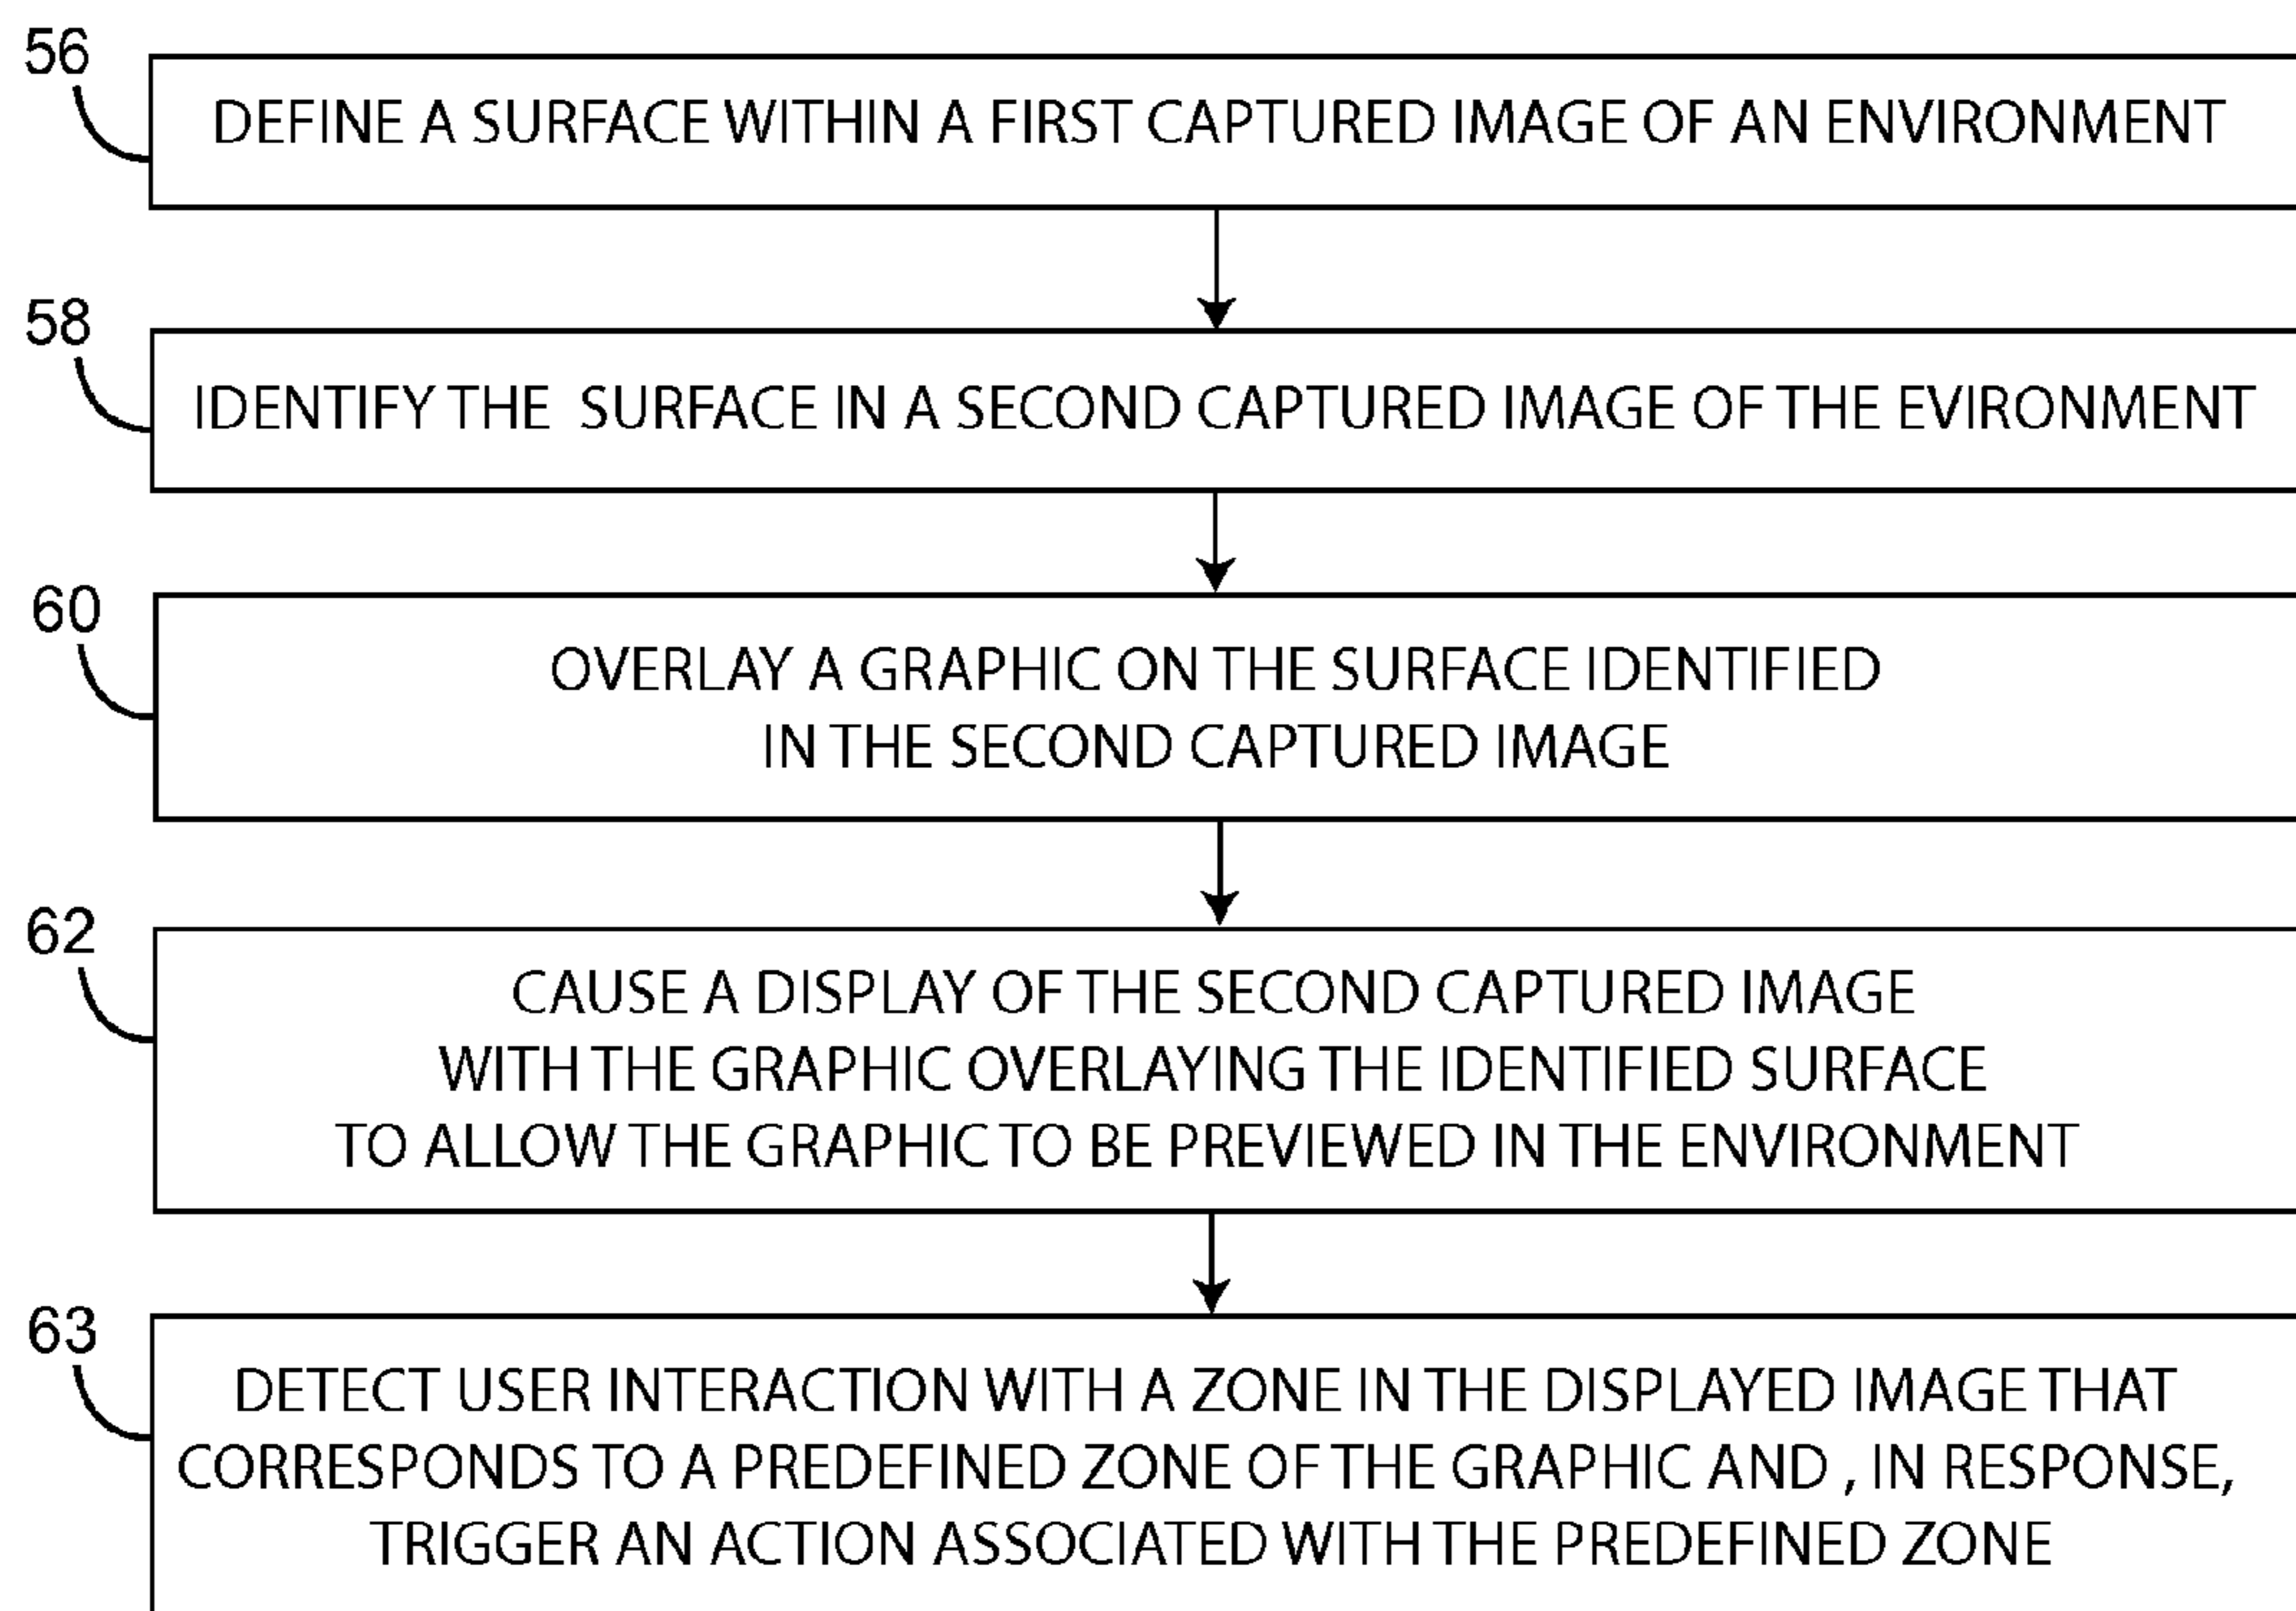 56
DEFINE A SURFACE WITHIN A FIRST CAPTURED IMAGE OF AN ENVIRONMENT
58
IDENTIFY THE SURFACE IN A SECOND CAPTURED IMAGE OF THE EVIRONMENT
60
OVERLAY A GRAPHIC ON THE SURFACE IDENTIFIED
IN THE SECOND CAPTURED IMAGE
62
CAUSE A DISPLAY OF THE SECOND CAPTURED IMAGE
WITH THE GRAPHIC OVERLAYING THE IDENTIFIED SURFACE
TO ALLOW THE GRAPHIC TO BE PREVIEWED IN THE ENVIRONMENT
63
DETECT USER INTERACTION WITH A ZONE IN THE DISPLAYED IMAGE THAT
CORRESPONDS TO A PREDEFINED ZONE OF THE GRAPHIC AND , IN RESPONSE,
TRIGGER AN ACTION ASSOCIATED WITH THE PREDEFINED ZONE